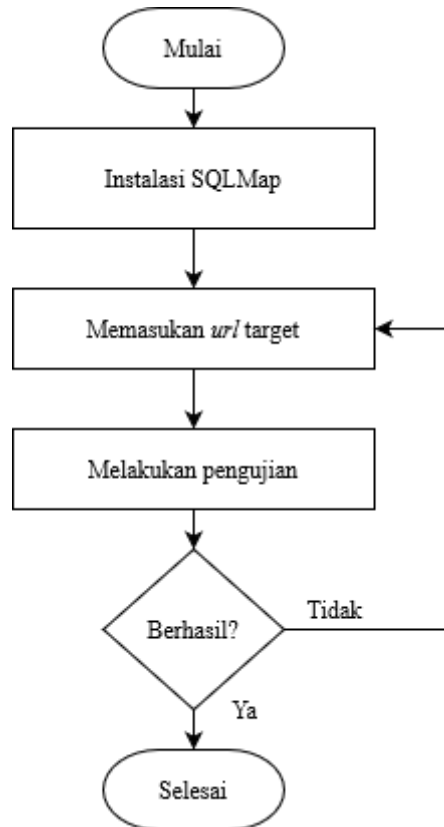 Mulai
Instalasi SQLMap
Memasukan url target
Melakukan pengujian
Berhasil?
Tidak
Ya
Selesai